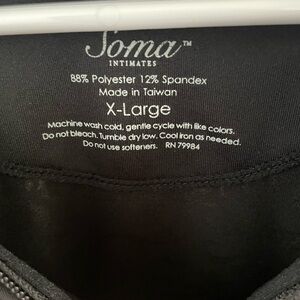 Soma™
INTIMATES
88% Polyester 12% Spandex
Made in Taiwan
X-Large
Machine wash cold, gentle cycle with like colors.
Do not bleach. Tumble dry low. Cool iron as needed.
Do not use softeners. RN 79984